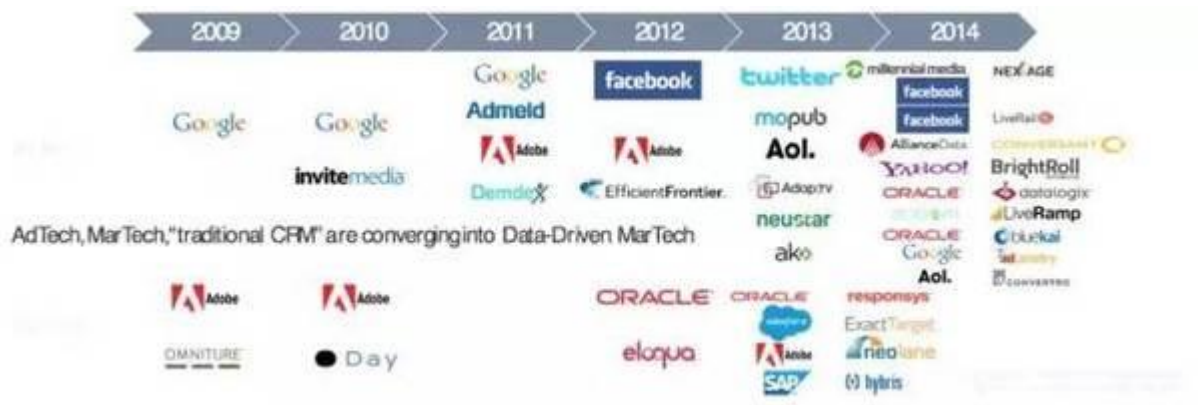 2009 2010 2011 2012 2013 2014
Google facebook twitter millennial media NEXAGE
facebook
Google Google Admeld mopub facebook LiveRail
Adobe Adobe Aol. AllianceData CONVERSANT
invitemedia YAHOO! BrightRoll
Demdex EfficientFrontier. Adap.tv ORACLE datalogix
neustar LiveRamp
AdTech, MarTech, "traditional CRM" are converging into Data-Driven MarTech
ORACLE bluekai
ako Google
Aol. CONVERTRO
Adobe Adobe ORACLE ORACLE responsys
ExactTarget
OMNITURE Day eloqua Adobe neolane
SAP hybris